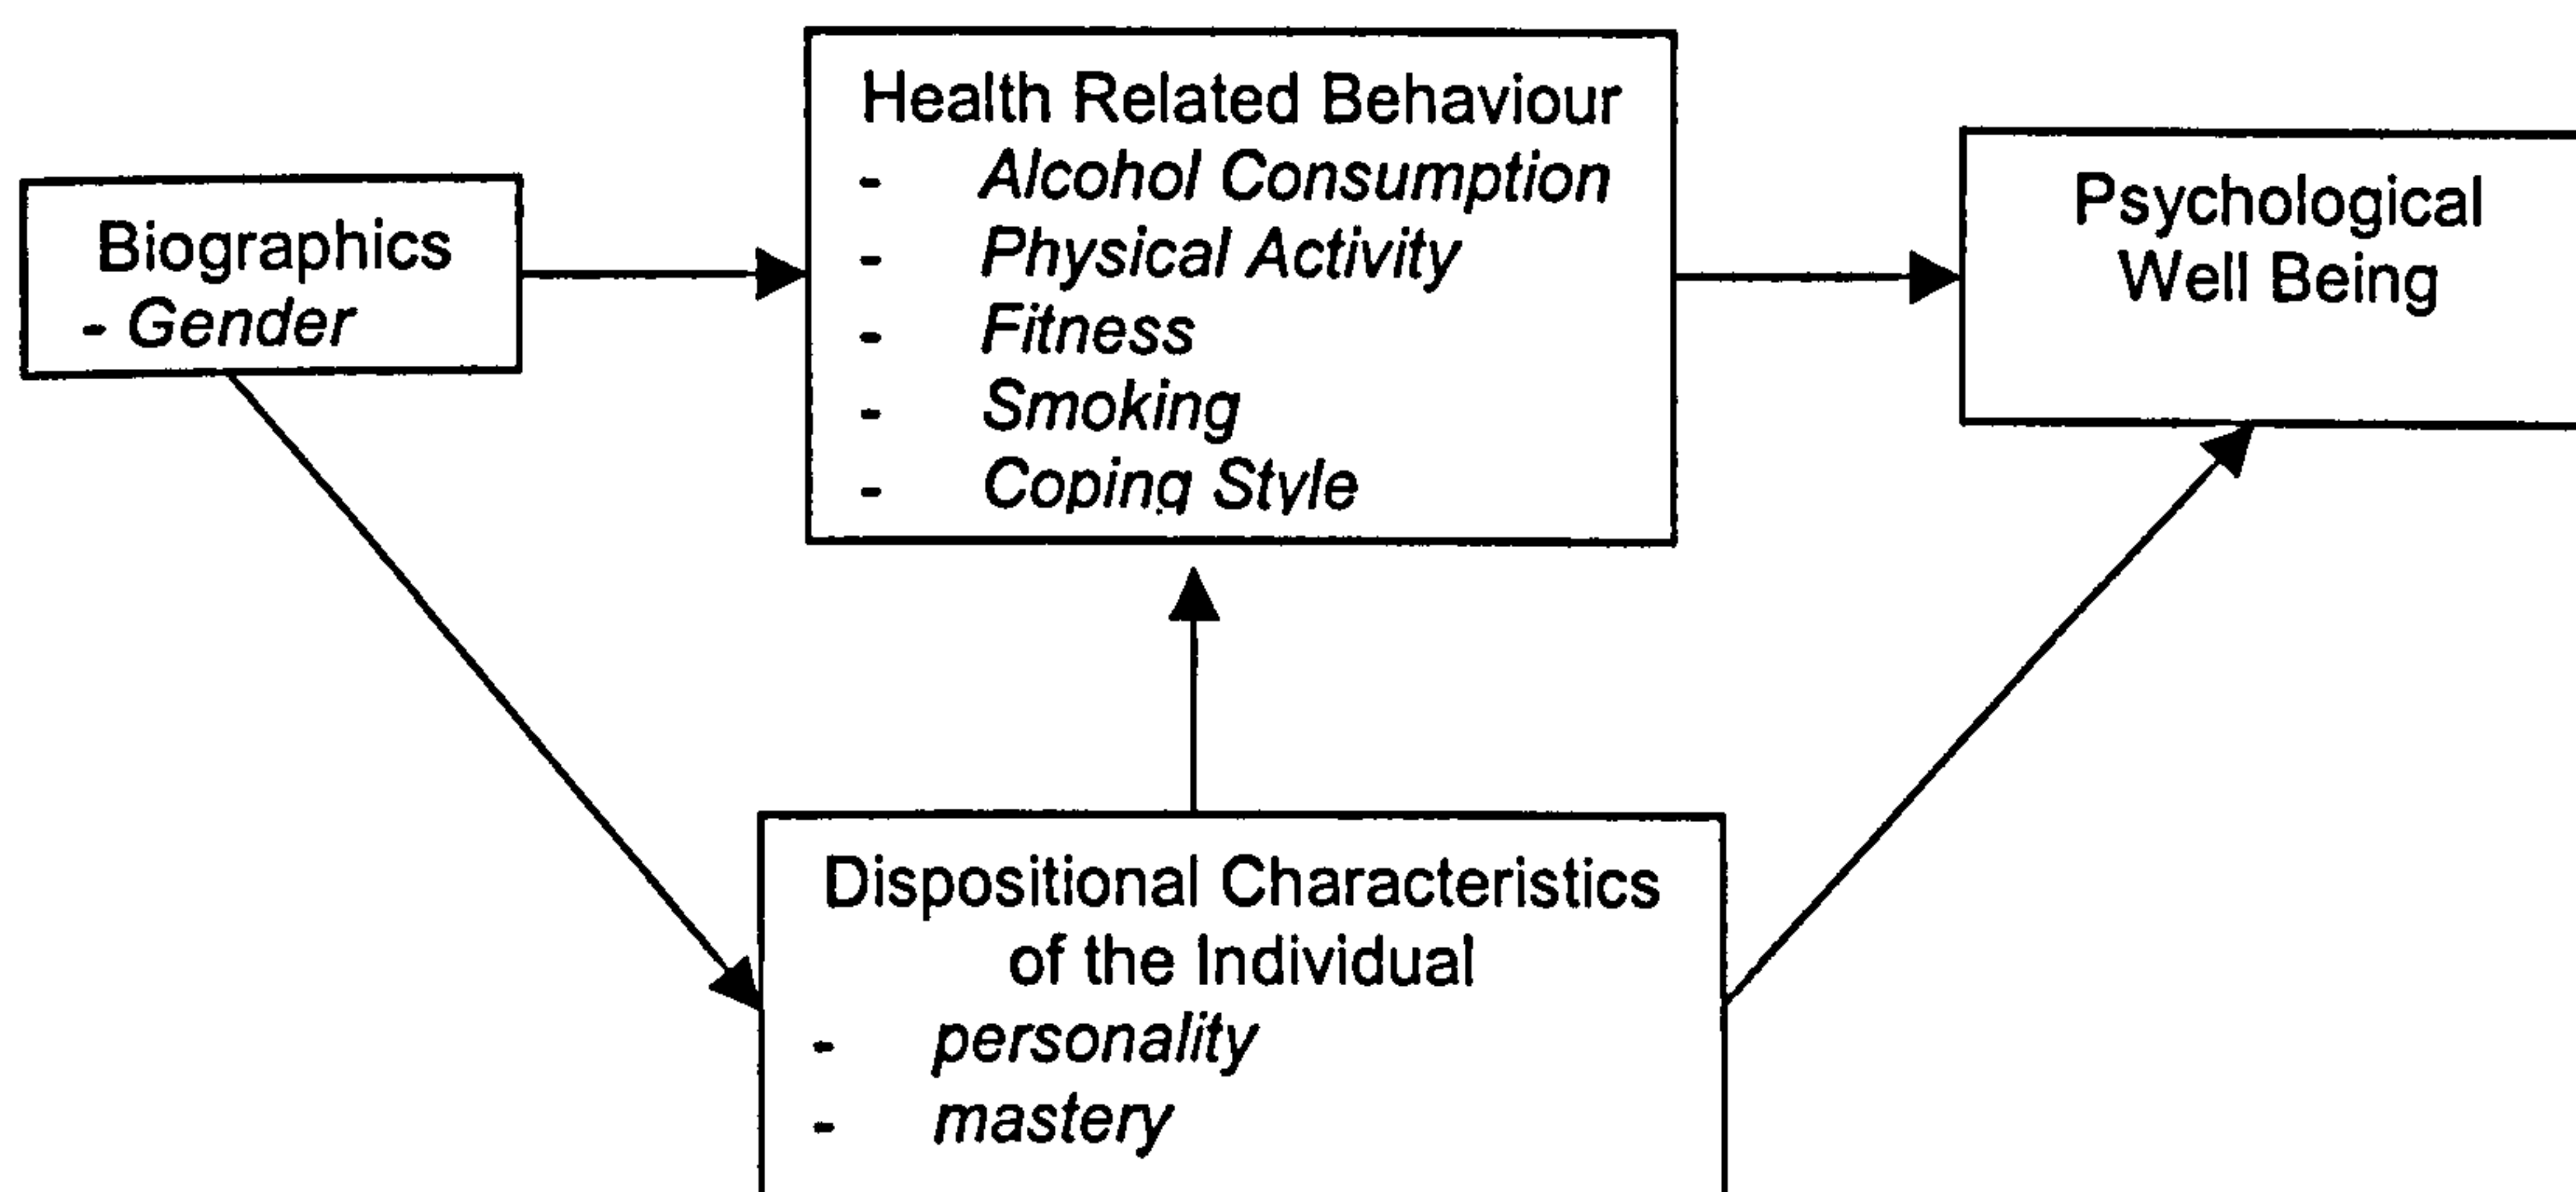 Biographics
- Gender
Health Related Behaviour
- Alcohol Consumption
- Physical Activity
- Fitness
- Smoking
- Coping Style
Psychological
Well Being
Dispositional Characteristics
of the Individual
- personality
- mastery